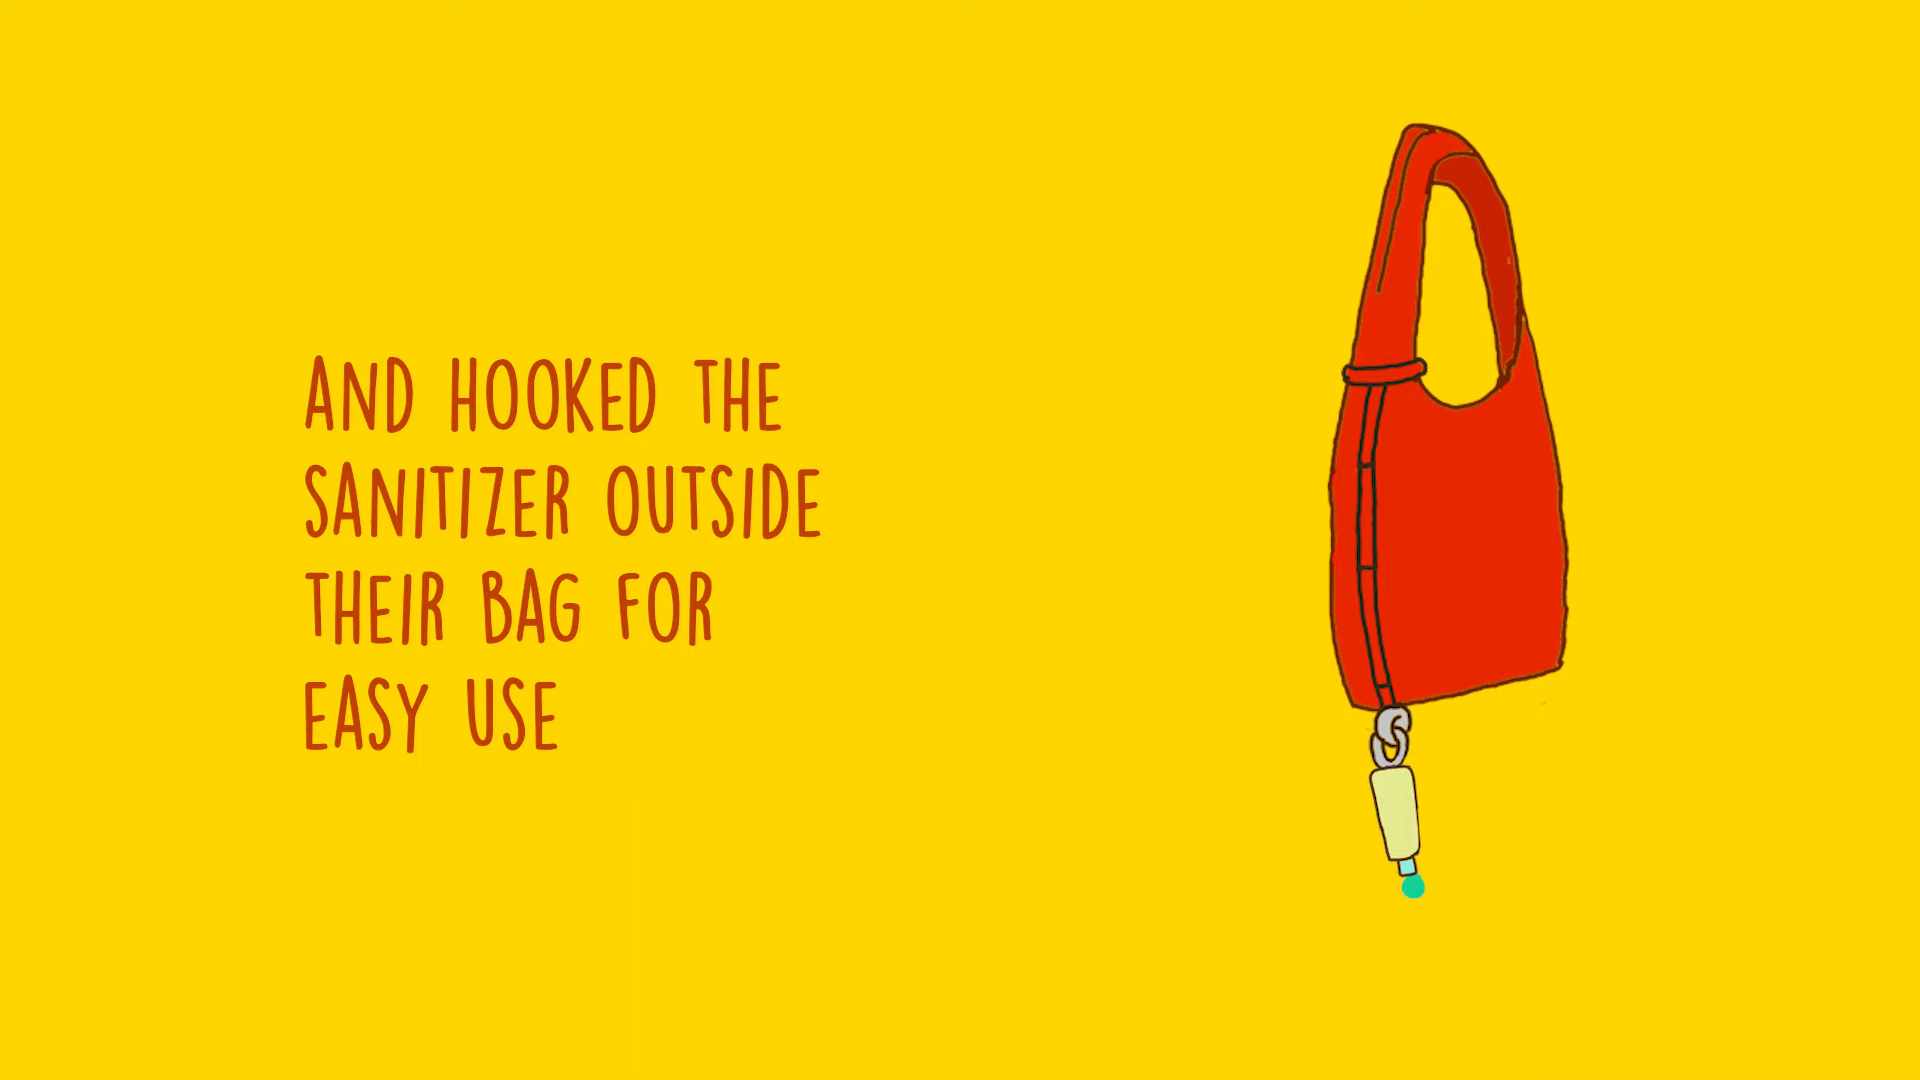 AND HOOKED THE
SANITIZER OUTSIDE
THEIR BAG FOR
EASY USE